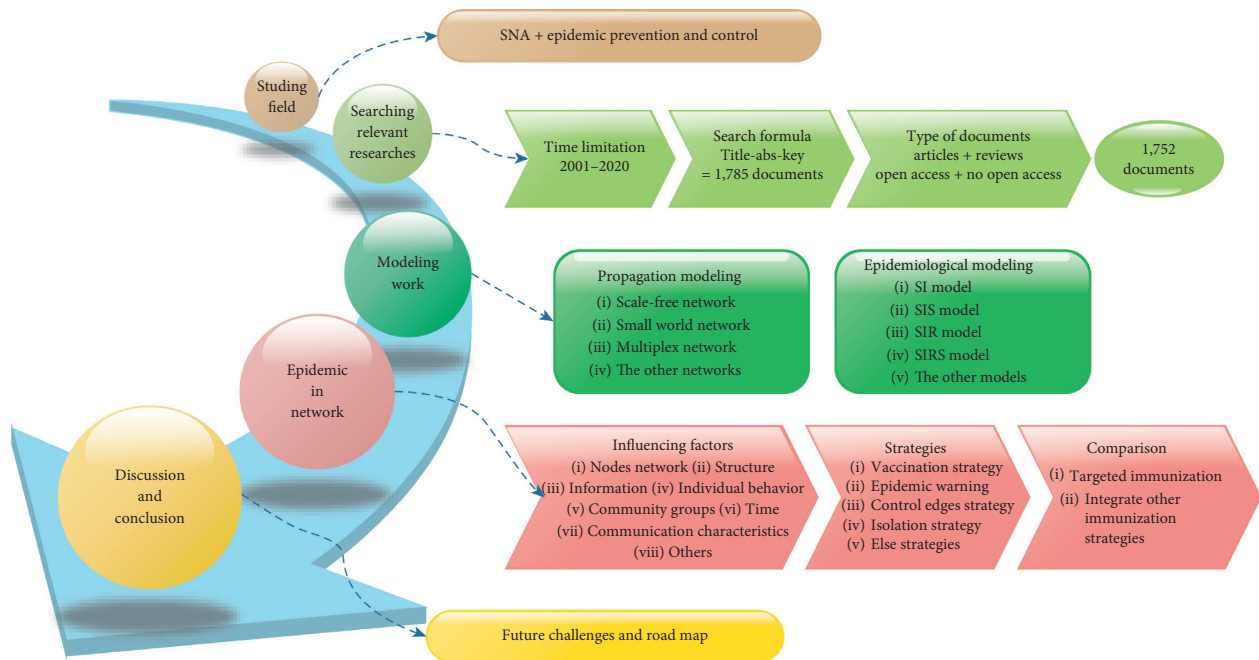 SNA + epidemic prevention and control
Studing
field
Searching
relevant
researches
Time limitation
2001–2020
Search formula
Title-abs-key
= 1,785 documents
Type of documents
articles + reviews
open access + no open access
1,752
documents
Modeling
work
Propagation modeling
(i) Scale-free network
(ii) Small world network
(iii) Multiplex network
(iv) The other networks
Epidemiological modeling
(i) SI model
(ii) SIS model
(iii) SIR model
(iv) SIRS model
(v) The other models
Epidemic
in
network
Influencing factors
(i) Nodes network (ii) Structure
(iii) Information (iv) Individual behavior
(v) Community groups (vi) Time
(vii) Communication characteristics
(viii) Others
Strategies
(i) Vaccination strategy
(ii) Epidemic warning
(iii) Control edges strategy
(iv) Isolation strategy
(v) Else strategies
Comparison
(i) Targeted immunization
(ii) Integrate other
immunization
strategies
Discussion
and
conclusion
Future challenges and road map